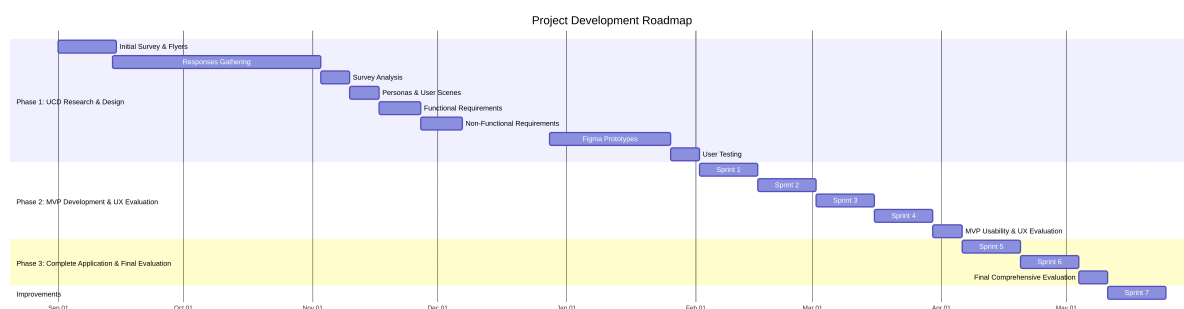 Project Development Roadmap
Initial Survey & Flyers
Responses Gathering
Survey Analysis
Personas & User Scenes
Phase 1: UCD Research & Design
Functional Requirements
Non-Functional Requirements
Figma Prototypes
User Testing
Sprint 1
Sprint 2
Phase 2: MVP Development & UX Evaluation
Sprint 3
Sprint 4
MVP Usability & UX Evaluation
Sprint 5
Phase 3: Complete Application & Final Evaluation
Sprint 6
Final Comprehensive Evaluation
Improvements
Sprint 7
Sep 01 Oct 01 Nov 01 Dec 01 Jan 01 Feb 01 Mar 01 Apr 01 May 01